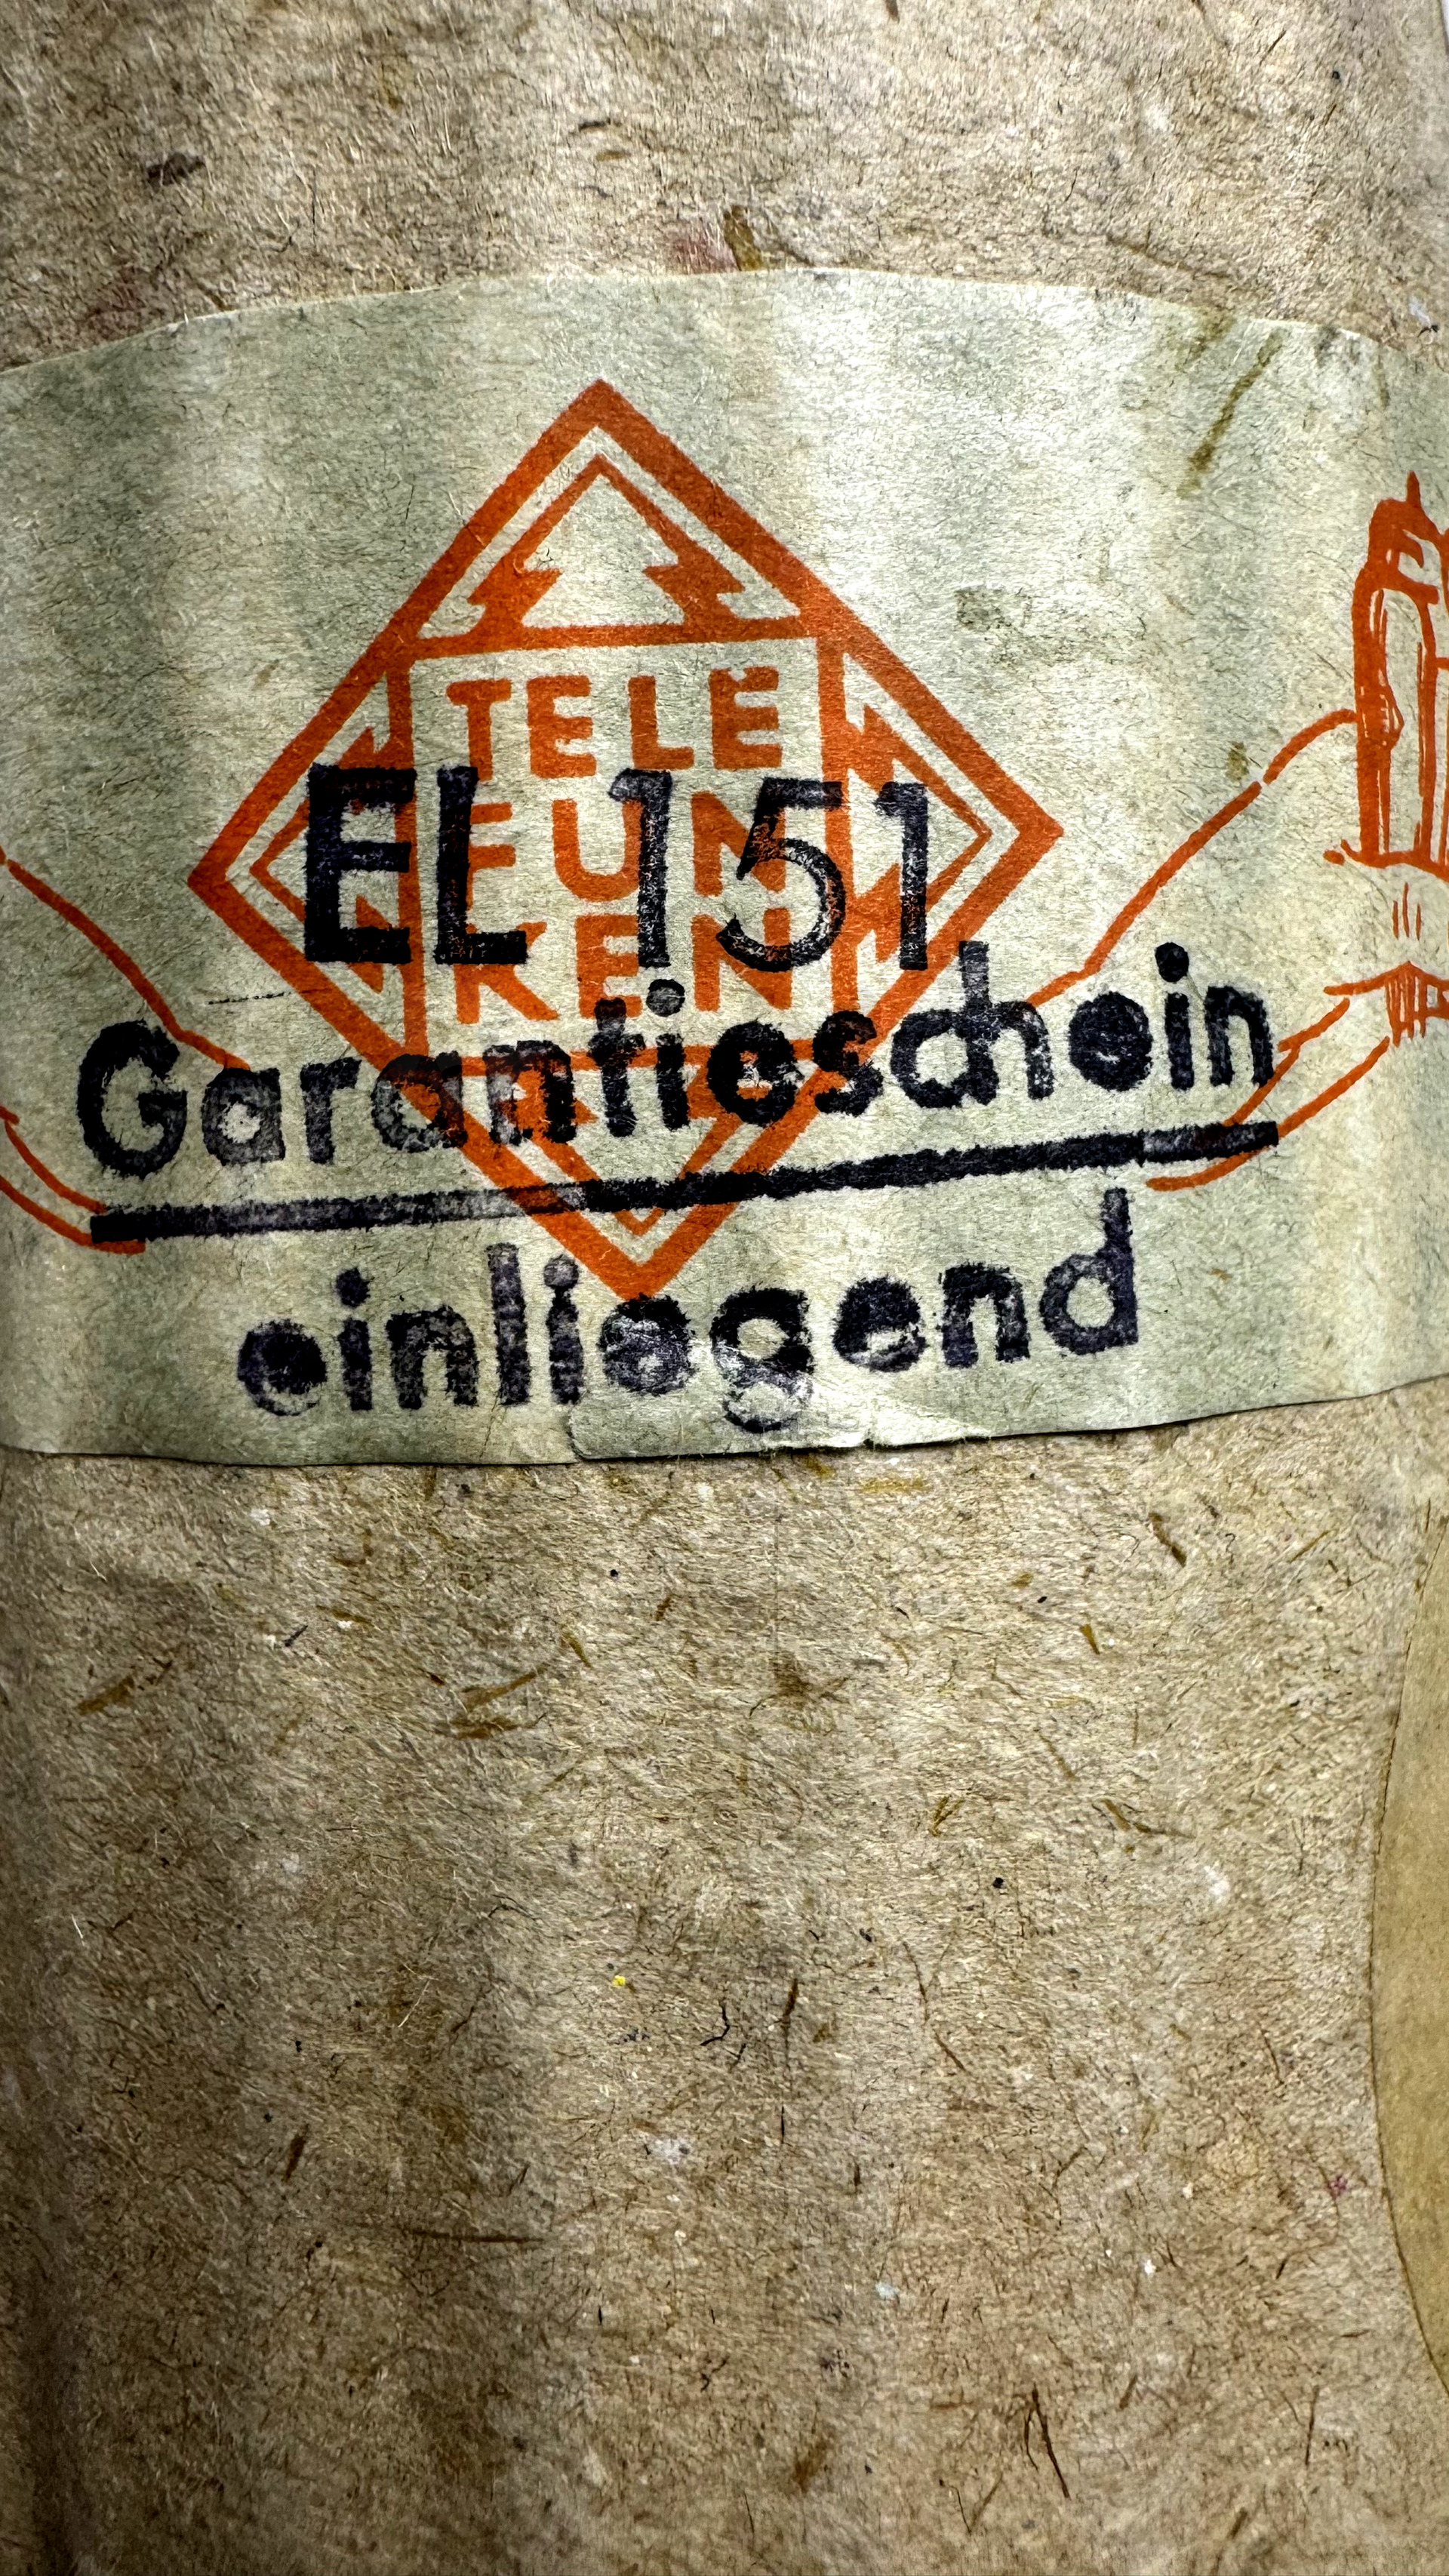 TELE
FUN
KEN
EL 151
Garantieschein
einliegend